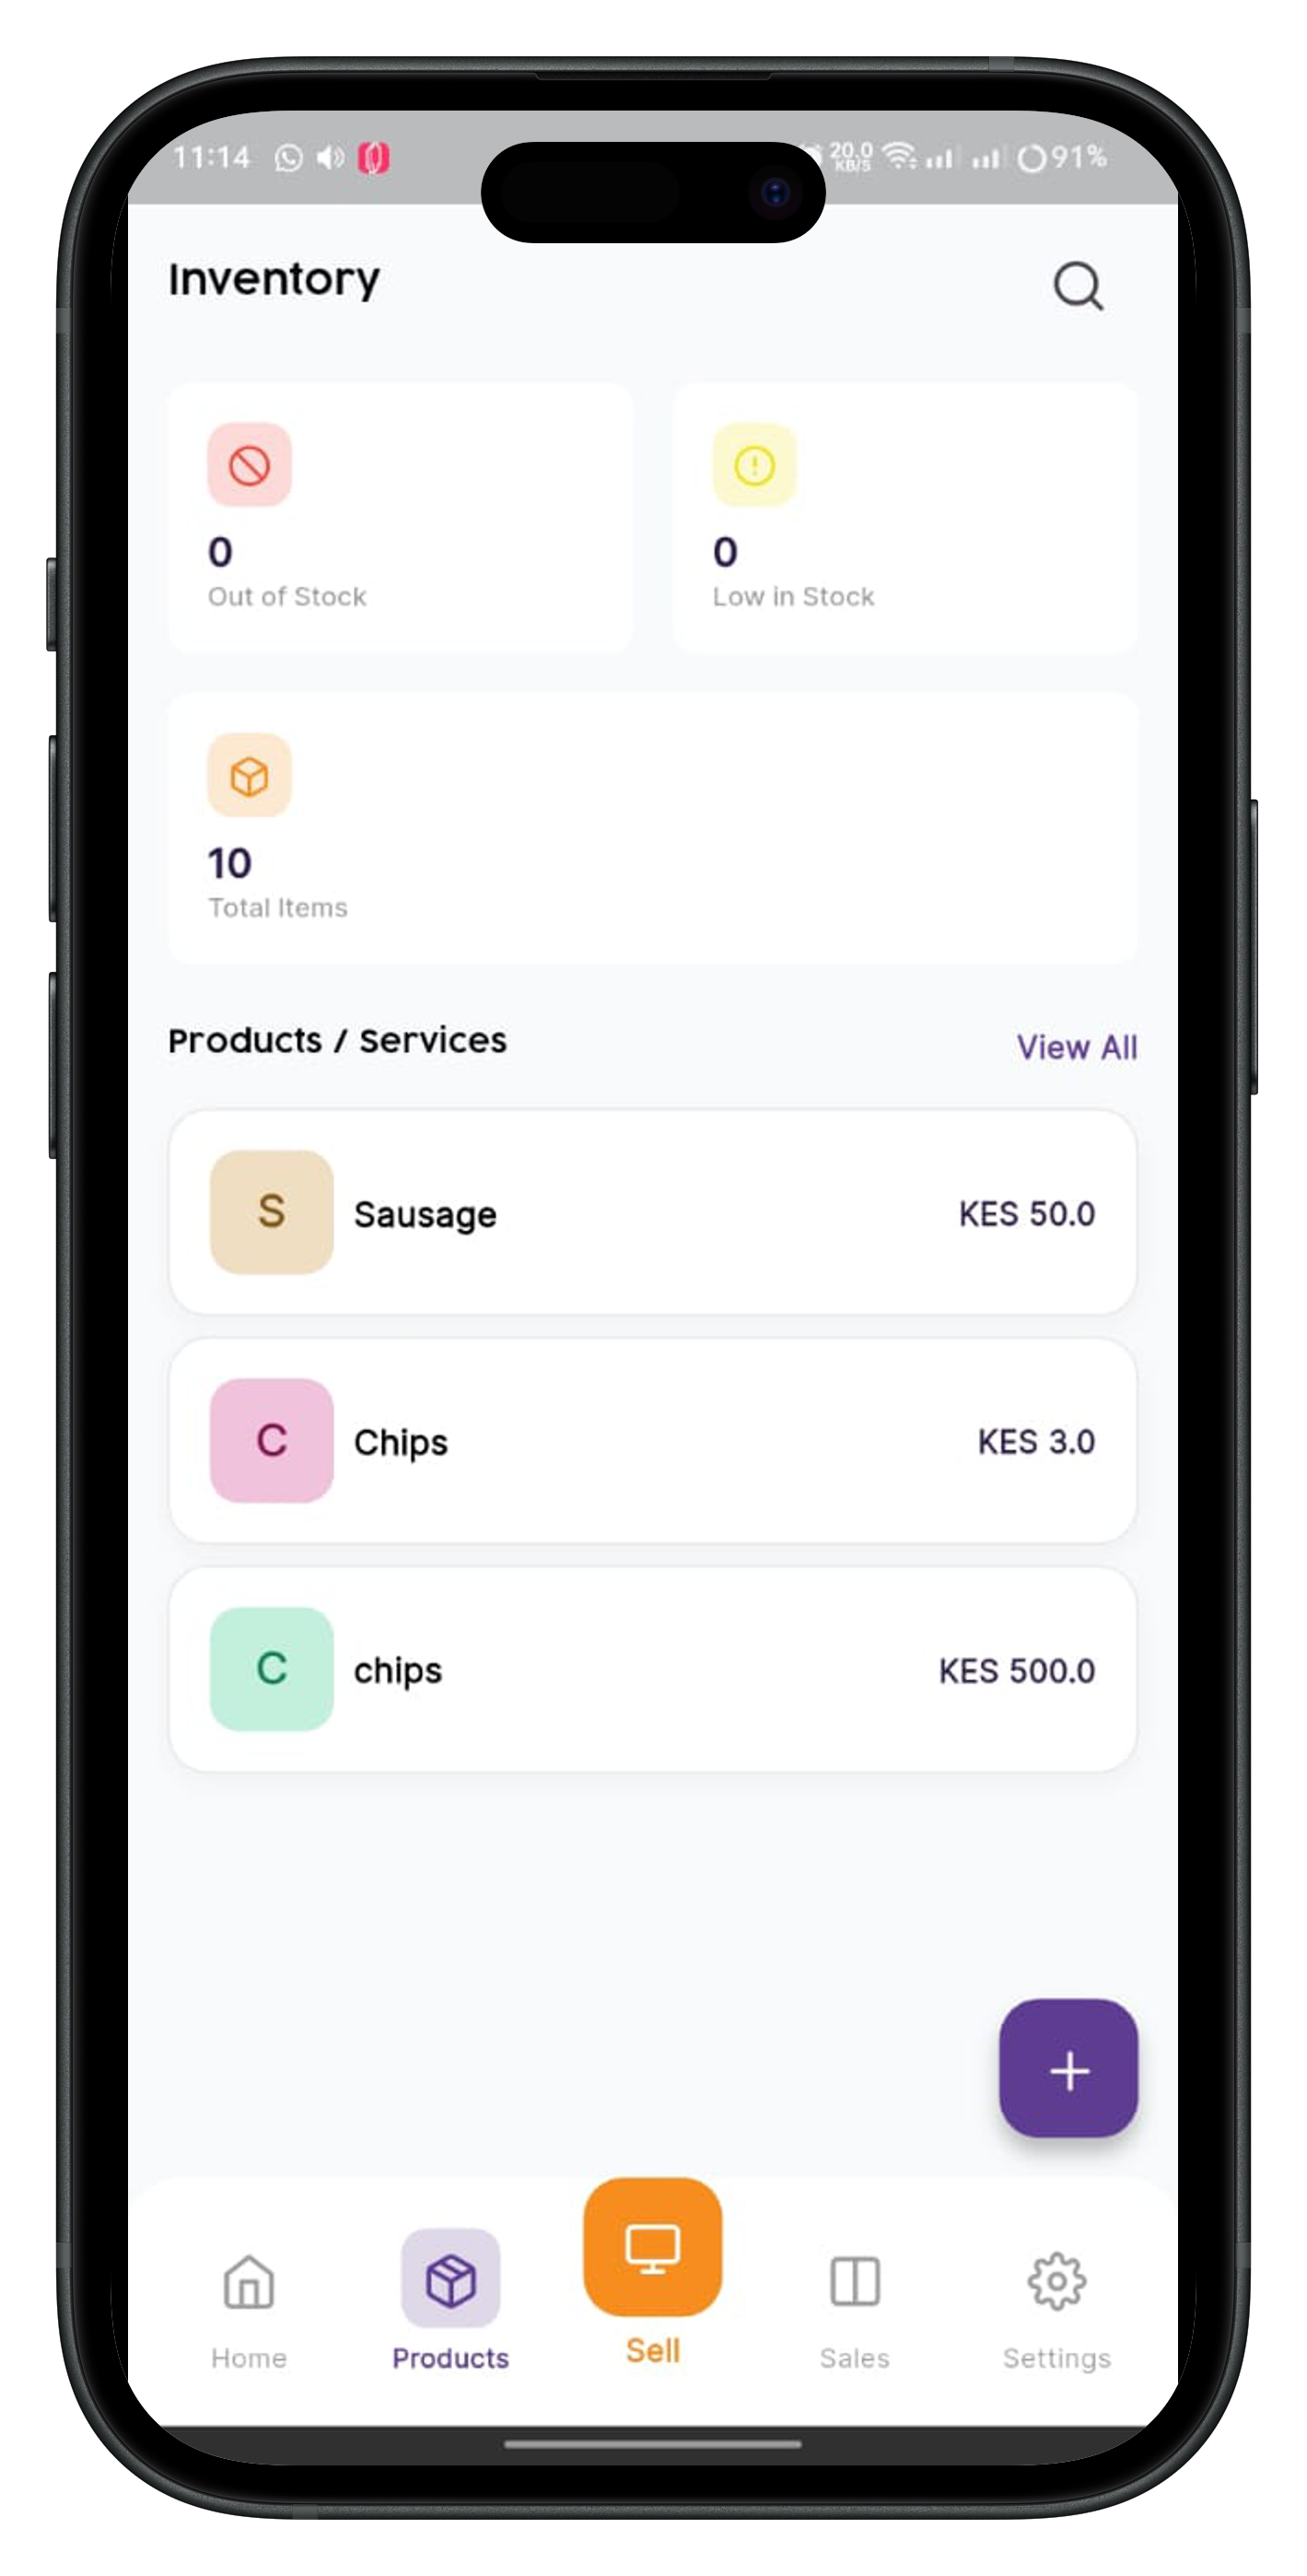 11:14 20.0 KB/S 91%
Inventory
0 0
Out of Stock Low in Stock
10
Total Items
Products / Services View All
S Sausage KES 50.0
C Chips KES 3.0
C chips KES 500.0
Home Products Sell Sales Settings